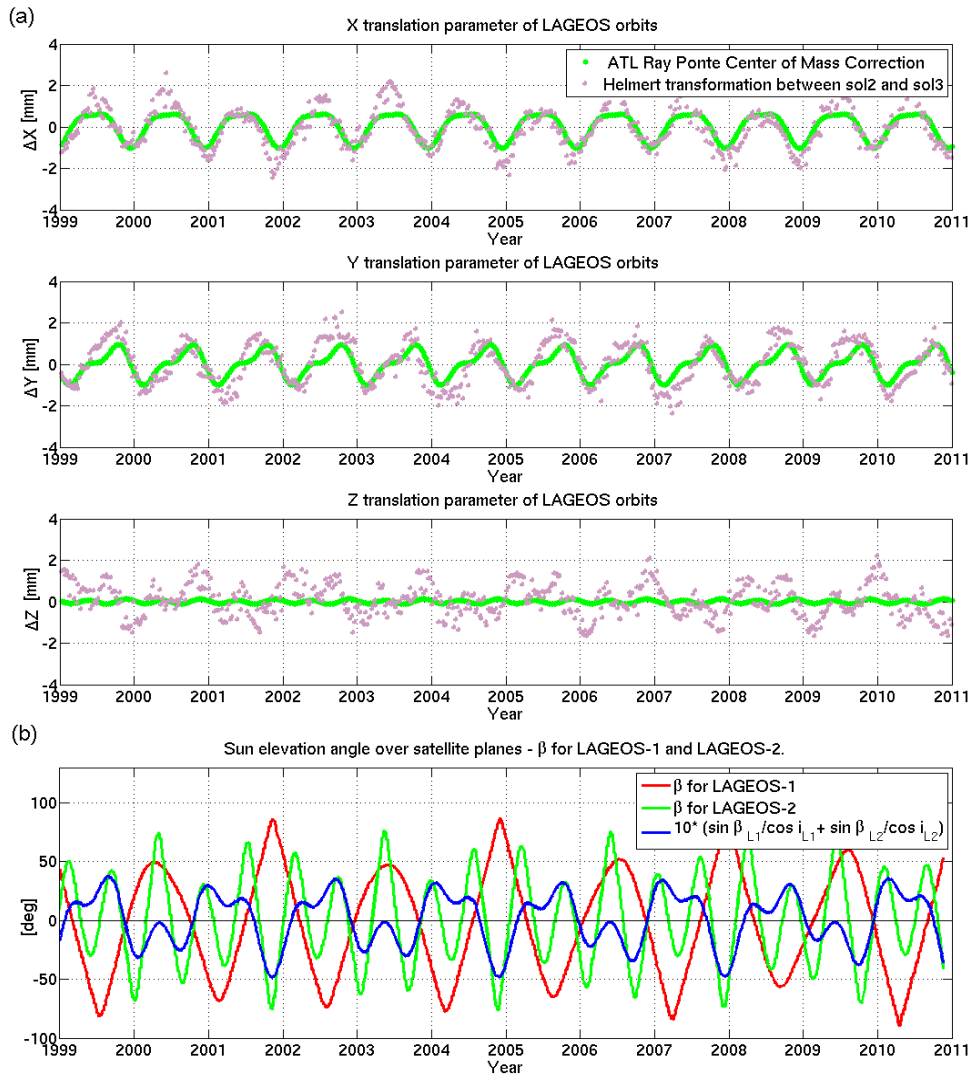 (a)
X translation parameter of LAGEOS orbits
4
2
0
-2
-4
ΔX [mm]
ATL Ray Ponte Center of Mass Correction
Helmert transformation between sol2 and sol3
1999 2000 2001 2002 2003 2004 2005 2006 2007 2008 2009 2010 2011
Year
Y translation parameter of LAGEOS orbits
4
2
0
-2
-4
ΔY [mm]
1999 2000 2001 2002 2003 2004 2005 2006 2007 2008 2009 2010 2011
Year
Z translation parameter of LAGEOS orbits
4
2
0
-2
-4
ΔZ [mm]
1999 2000 2001 2002 2003 2004 2005 2006 2007 2008 2009 2010 2011
Year
(b)
Sun elevation angle over satellite planes - β for LAGEOS-1 and LAGEOS-2.
100
50
0
-50
-100
[deg]
β for LAGEOS-1
β for LAGEOS-2
10* (sin β L1/cos iL1+ sin β L2/cos iL2)
1999 2000 2001 2002 2003 2004 2005 2006 2007 2008 2009 2010 2011
Year